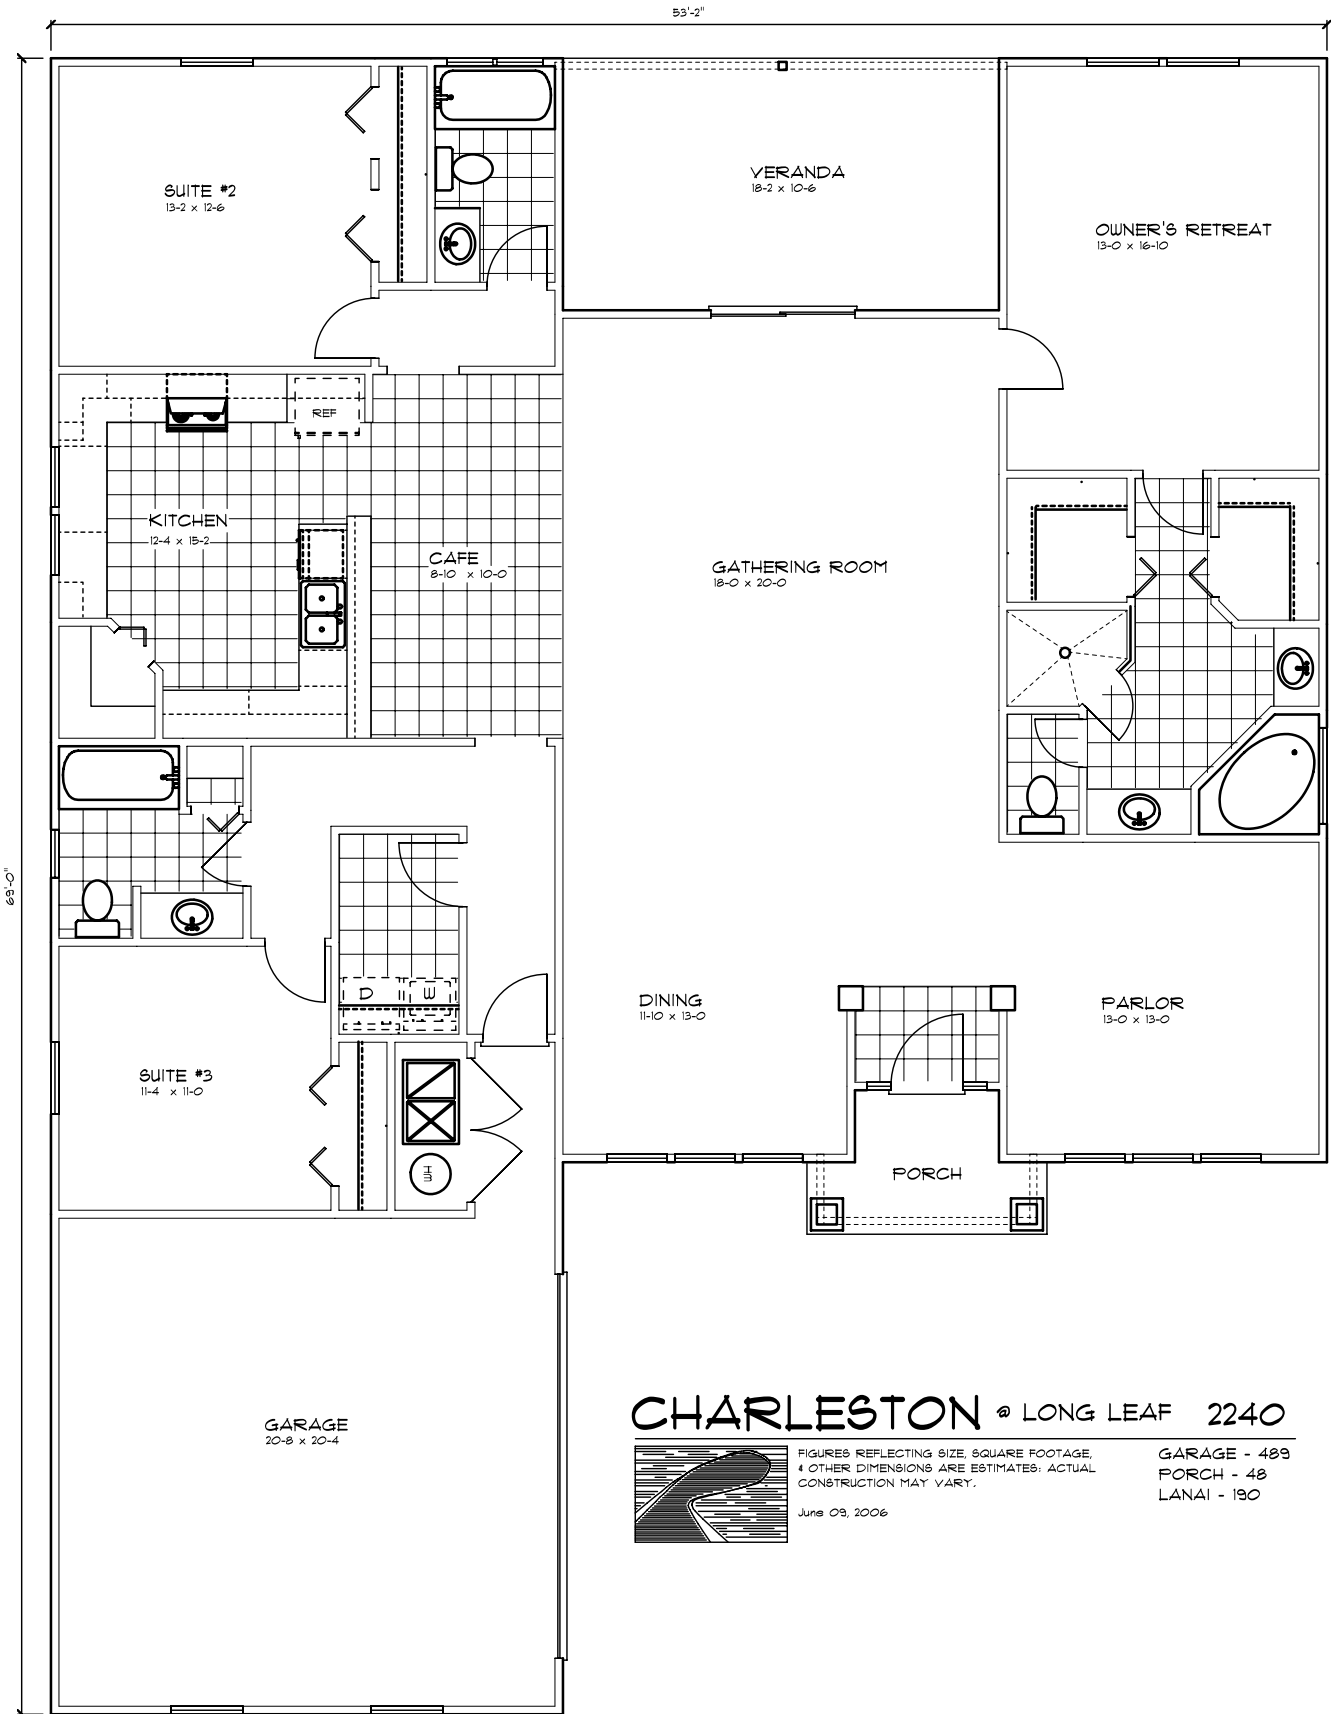 53'-2"
SUITE #2
13-2 x 12-6
VERANDA
18-2 x 10-6
OWNER'S RETREAT
13-0 x 16-10
REF
KITCHEN
12-4 x 15-2
CAFE
8-10 x 10-0
GATHERING ROOM
18-0 x 20-0
69'-0"
D
W
DINING
11-10 x 13-0
PARLOR
13-0 x 13-0
SUITE #3
11-4 x 11-0
HW
PORCH
GARAGE
20-8 x 20-4
CHARLESTON @ LONG LEAF 2240
FIGURES REFLECTING SIZE, SQUARE FOOTAGE,
& OTHER DIMENSIONS ARE ESTIMATES; ACTUAL
CONSTRUCTION MAY VARY.
June 09, 2006
GARAGE - 489
PORCH - 48
LANAI - 190